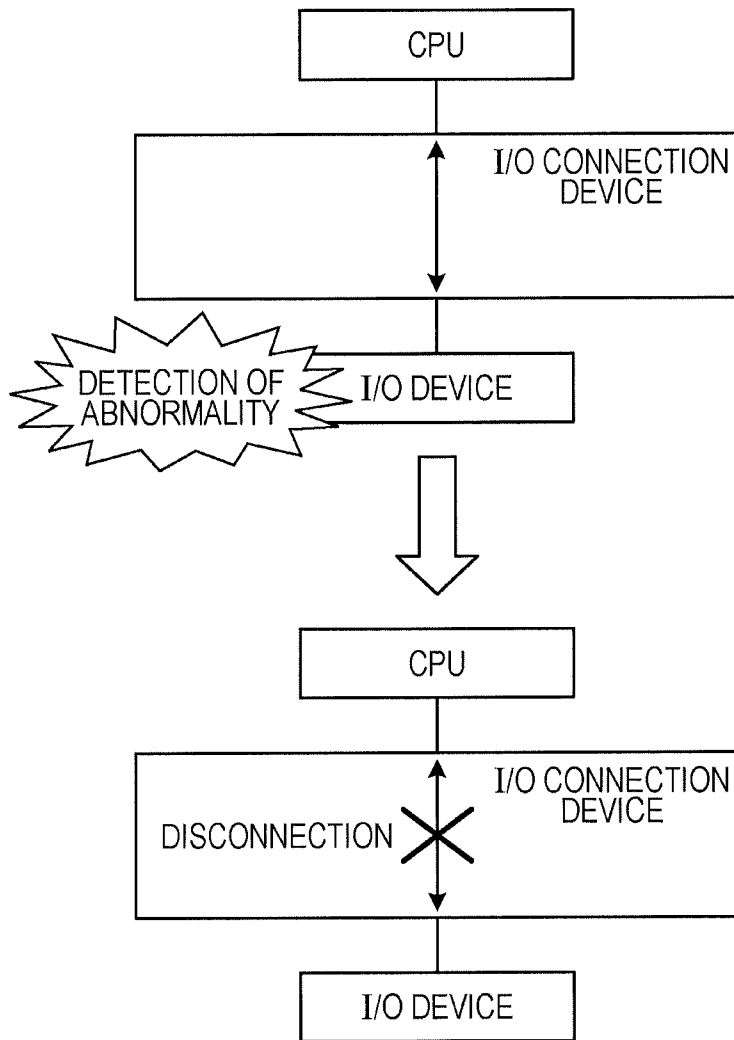 CPU
I/O CONNECTION
DEVICE
DETECTION OF
ABNORMALITY
I/O DEVICE
CPU
I/O CONNECTION
DEVICE
DISCONNECTION
I/O DEVICE